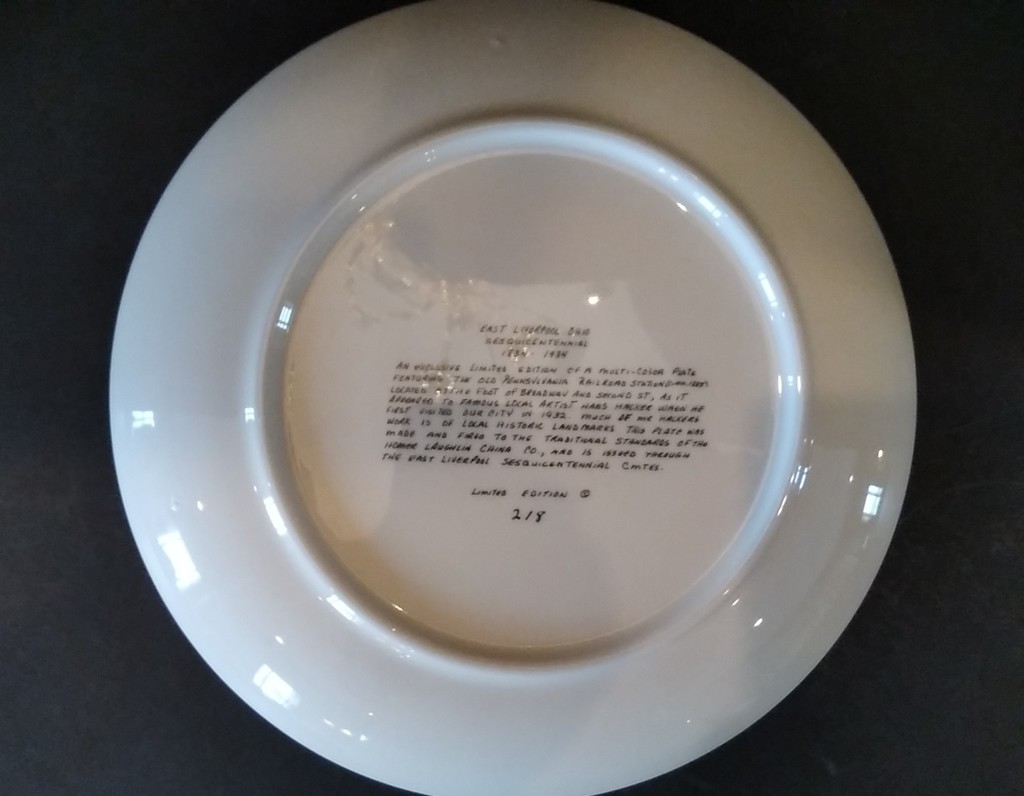 EAST LIVERPOOL OHIO
SESQUICENTENNIAL
1834 - 1934
AN EXCLUSIVE LIMITED EDITION OF A MULTI-COLOR PLATE
FEATURING THE OLD PENNSYLVANIA RAILROAD STATION
LOCATED AT THE FOOT OF BROADWAY AND SECOND ST, AS IT
APPEARED TO FAMOUS LOCAL ARTIST HANS HACKER WHEN HE
FIRST VISITED OUR CITY IN 1932. MUCH OF MR HACKERS
WORK IS OF LOCAL HISTORIC LANDMARKS THIS PLATE WAS
MADE AND FIRED TO THE TRADITIONAL STANDARDS OF THE
HOMER LAUGHLIN CHINA CO., AND IS ISSUED THROUGH
THE EAST LIVERPOOL SESQUICENTENNIAL CMTES.
LIMITED EDITION ©
218